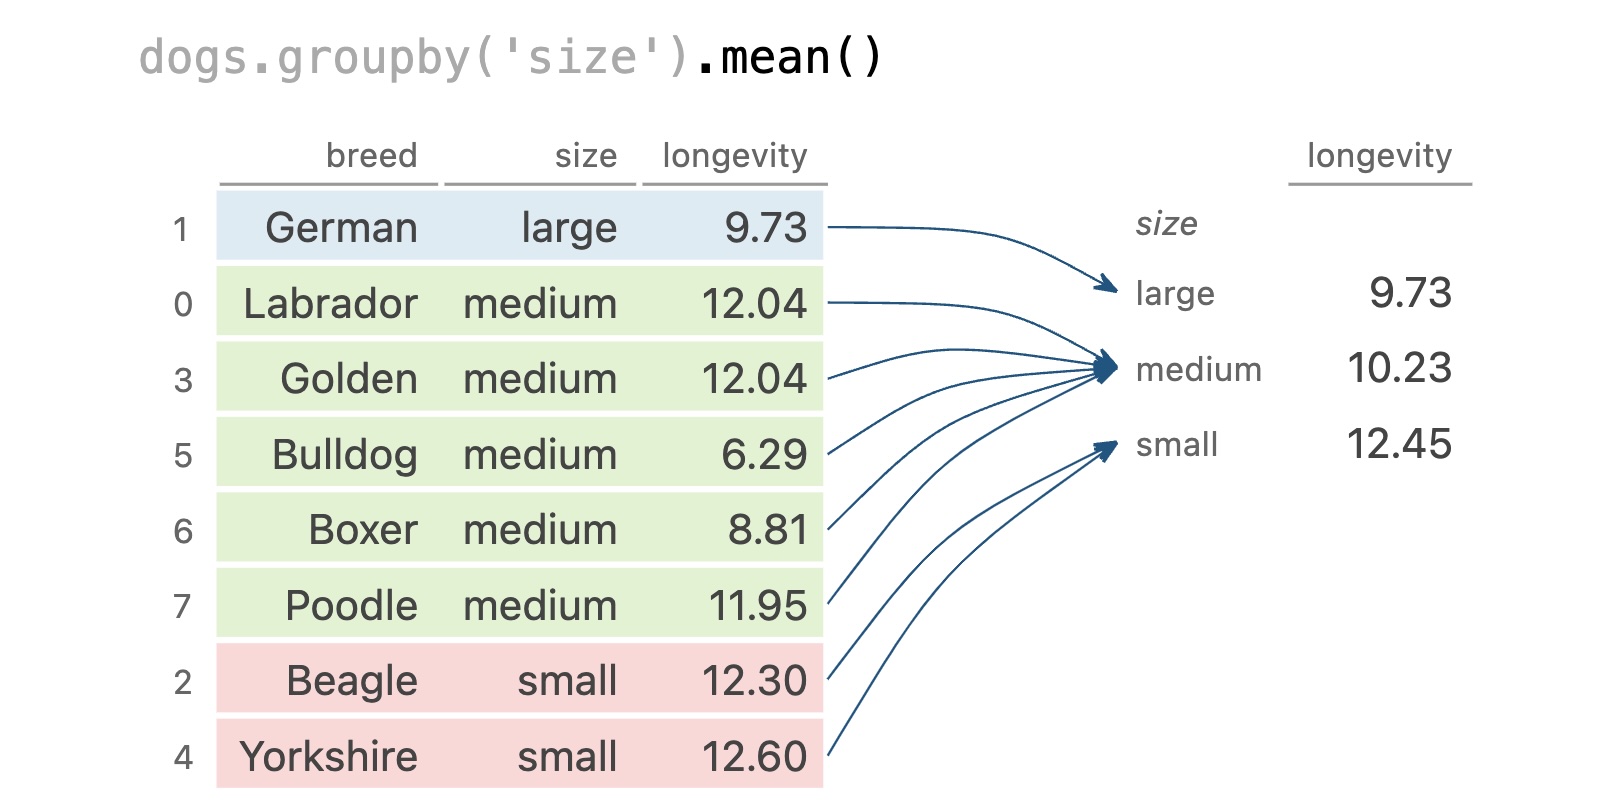 dogs.groupby('size').mean()
breed size longevity longevity
1 German large 9.73
size
0 Labrador medium 12.04
large 9.73
3 Golden medium 12.04
medium 10.23
5 Bulldog medium 6.29
small 12.45
6 Boxer medium 8.81
7 Poodle medium 11.95
2 Beagle small 12.30
4 Yorkshire small 12.60